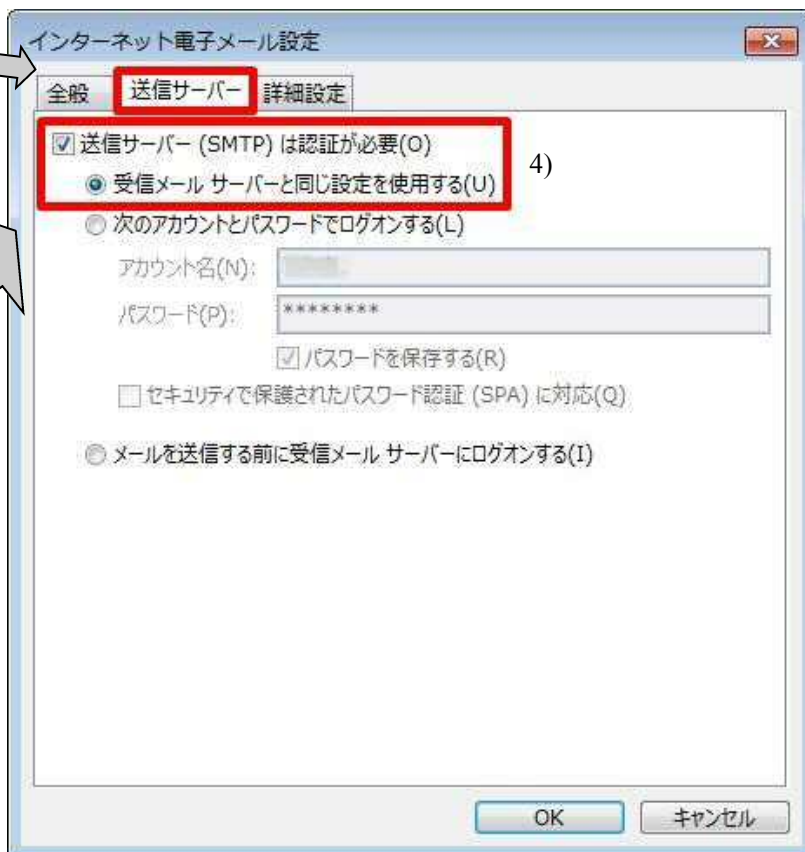 インターネット電子メール設定
全般 送信サーバー 詳細設定
送信サーバー (SMTP) は認証が必要(O)
受信メール サーバーと同じ設定を使用する(U)
4)
次のアカウントとパスワードでログオンする(L)
アカウント名(N):
パスワード(P): ********
パスワードを保存する(R)
セキュリティで保護されたパスワード認証 (SPA) に対応(Q)
メールを送信する前に受信メール サーバーにログオンする(I)
OK キャンセル